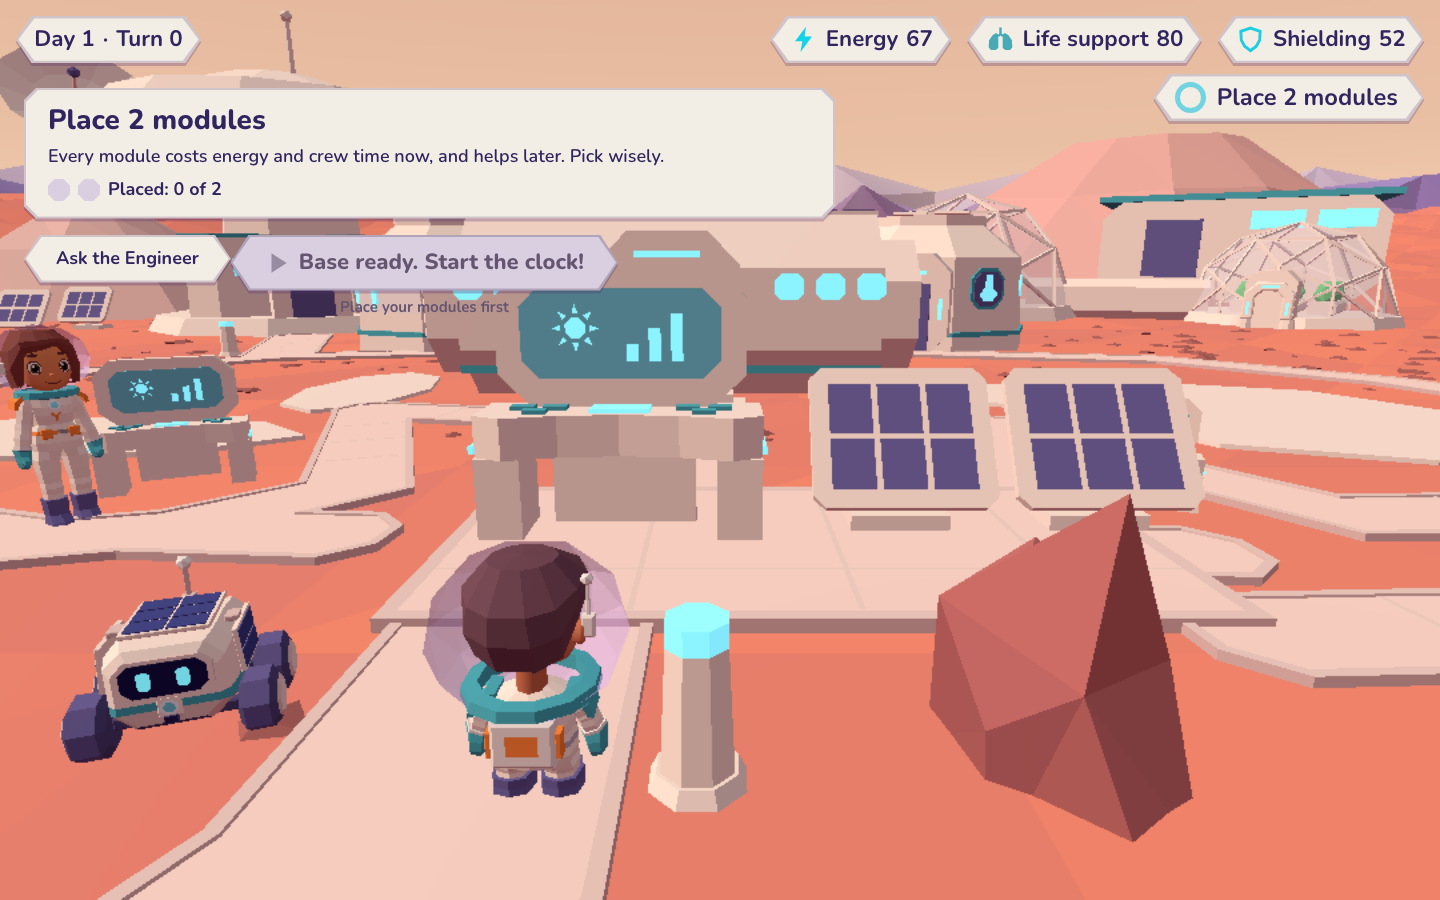 Day 1 · Turn 0
Energy 67
Life support 80
Shielding 52
Place 2 modules
Place 2 modules
Every module costs energy and crew time now, and helps later. Pick wisely.
Placed: 0 of 2
Ask the Engineer
Base ready. Start the clock!
Place your modules first